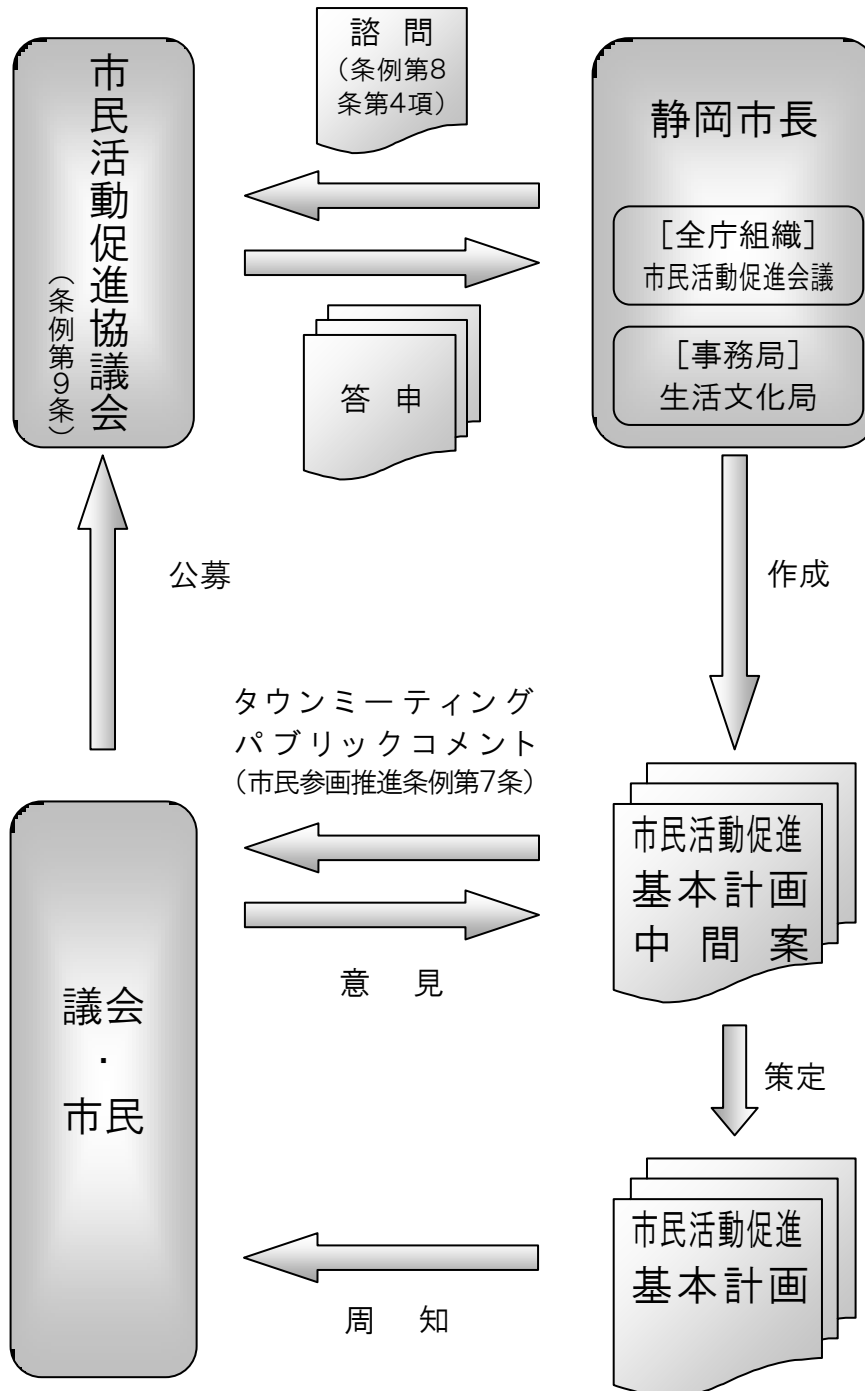 諮 問
（条例第8
条第4項）
市民活動促進協議会
（条例第9条）
静岡市長
［全庁組織］
市民活動促進会議
［事務局］
生活文化局
答 申
公募
作成
タウンミーティング
パブリックコメント
（市民参画推進条例第7条）
市民活動促進
基本計画
中 間 案
意 見
議会
・
市民
策定
市民活動促進
基本計画
周 知